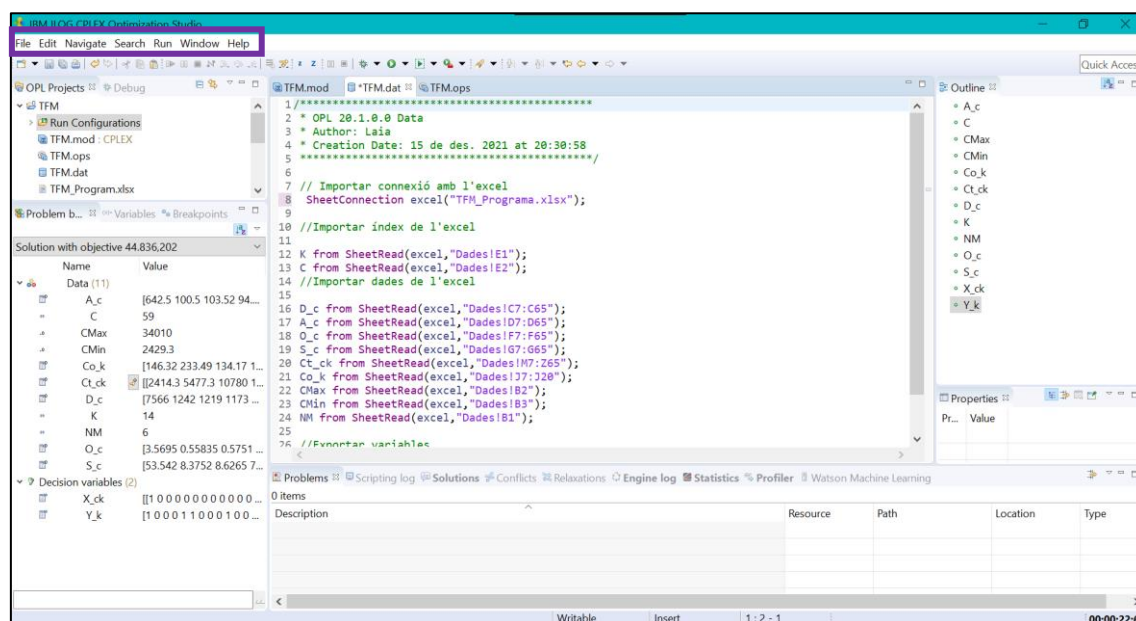 IBM ILOG CPLEX Optimization Studio
File Edit Navigate Search Run Window Help
Quick Acces
OPL Projects Debug
TFM
Run Configurations
TFM.mod : CPLEX
TFM.ops
TFM.dat
TFM_Program.xlsx
Problem b... Variables Breakpoints
Solution with objective 44.836,202
Name Value
Data (11)
A_c [642.5 100.5 103.52 94....
C 59
CMax 34010
CMin 2429.3
Co_k [146.32 233.49 134.17 1...
Ct_ck [[2414.3 5477.3 10780 1...
D_c [7566 1242 1219 1173 ...
K 14
NM 6
O_c [3.5695 0.55835 0.5751 ...
S_c [53.542 8.3752 8.6265 7...
Decision variables (2)
X_ck [[1 0 0 0 0 0 0 0 0 0 0 0 ...
Y_k [1 0 0 0 1 1 0 0 0 1 0 0 ...
TFM.mod *TFM.dat TFM.ops
1 /*********************************************
2 * OPL 20.1.0.0 Data
3 * Author: Laia
4 * Creation Date: 15 de des. 2021 at 20:30:58
5 *********************************************/
6
7 // Importar connexió amb l'excel
8 SheetConnection excel("TFM_Programa.xlsx");
9
10 //Importar índex de l'excel
11
12 K from SheetRead(excel,"Dades!E1");
13 C from SheetRead(excel,"Dades!E2");
14 //Importar dades de l'excel
15
16 D_c from SheetRead(excel,"Dades!C7:C65");
17 A_c from SheetRead(excel,"Dades!D7:D65");
18 O_c from SheetRead(excel,"Dades!F7:F65");
19 S_c from SheetRead(excel,"Dades!G7:G65");
20 Ct_ck from SheetRead(excel,"Dades!M7:Z65");
21 Co_k from SheetRead(excel,"Dades!J7:J20");
22 CMax from SheetRead(excel,"Dades!B2");
23 CMin from SheetRead(excel,"Dades!B3");
24 NM from SheetRead(excel,"Dades!B1");
25
26 //Exportar variables
Outline
A_c
C
CMax
CMin
Co_k
Ct_ck
D_c
K
NM
O_c
S_c
X_ck
Y_k
Properties
Pr... Value
Problems Scripting log Solutions Conflicts Relaxations Engine log Statistics Profiler Watson Machine Learning
0 items
Description Resource Path Location Type
Writable Insert 1 : 2 - 1